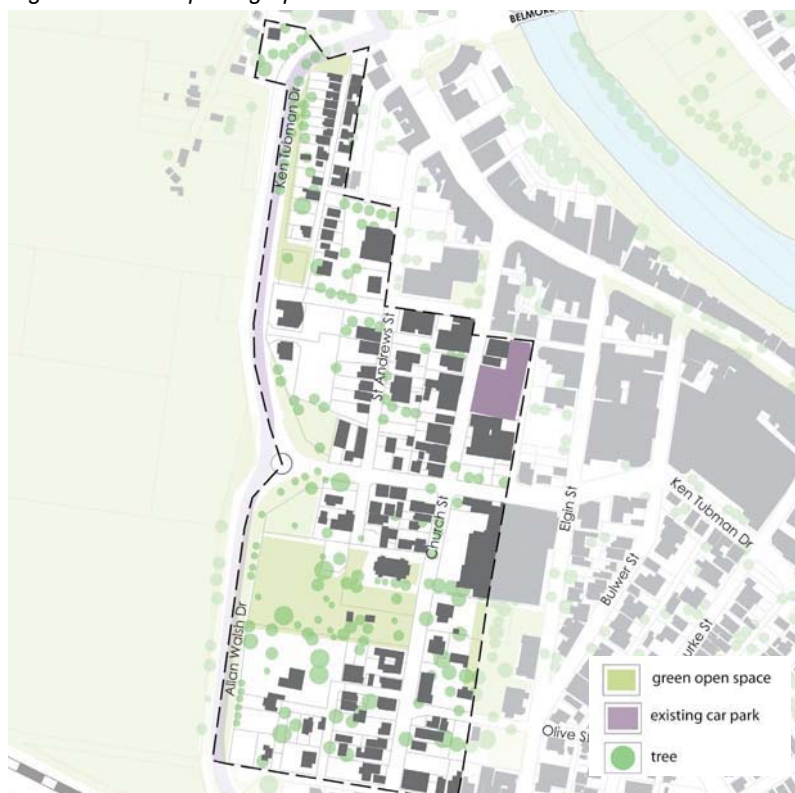 BELMORE
Ken Tubman Dr
St Andrews St
Church St
Elgin St
Ken Tubman Dr
Bulwer St
Allan Walsh Dr
Olive St
green open space
existing car park
tree